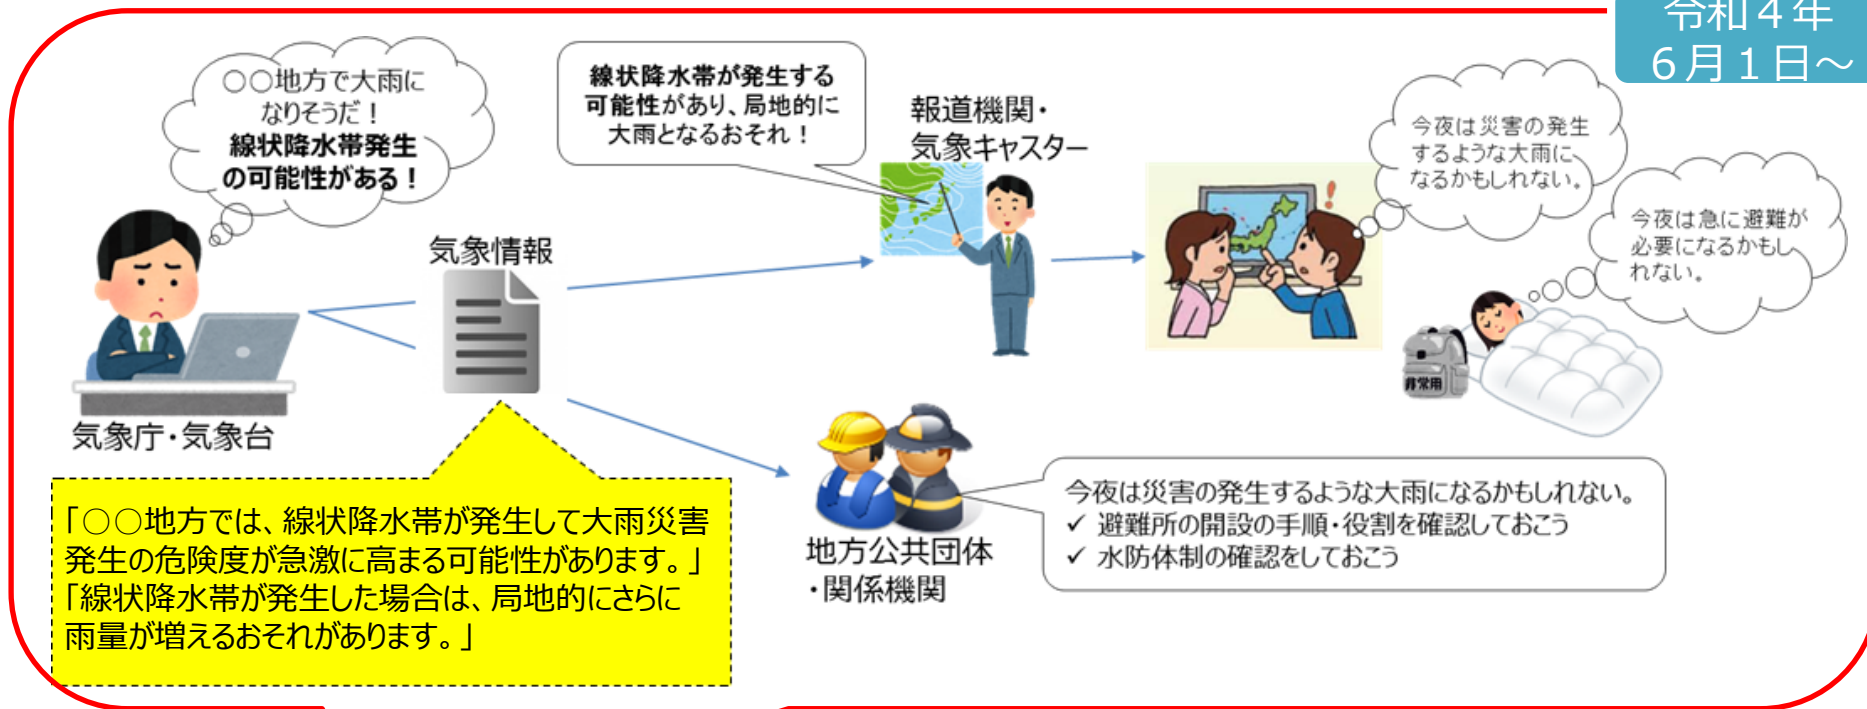 令和４年
６月１日～
○○地方で大雨に
なりそうだ！
線状降水帯発生
の可能性がある！
線状降水帯が発生する
可能性があり、局地的に
大雨となるおそれ！
報道機関・
気象キャスター
今夜は災害の発生
するような大雨に
なるかもしれない。
今夜は急に避難が
必要になるかもし
れない。
気象情報
非常用
気象庁・気象台
「○○地方では、線状降水帯が発生して大雨災害
発生の危険度が急激に高まる可能性があります。」
「線状降水帯が発生した場合は、局地的にさらに
雨量が増えるおそれがあります。」
地方公共団体
・関係機関
今夜は災害の発生するような大雨になるかもしれない。
✓ 避難所の開設の手順・役割を確認しておこう
✓ 水防体制の確認をしておこう